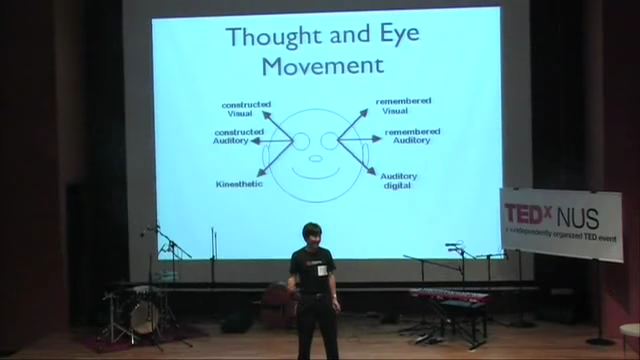 Thought and Eye
Movement
constructed
Visual
remembered
Visual
constructed
Auditory
remembered
Auditory
Kinesthetic
Auditory
digital
TEDx NUS
x = independently organized TED event